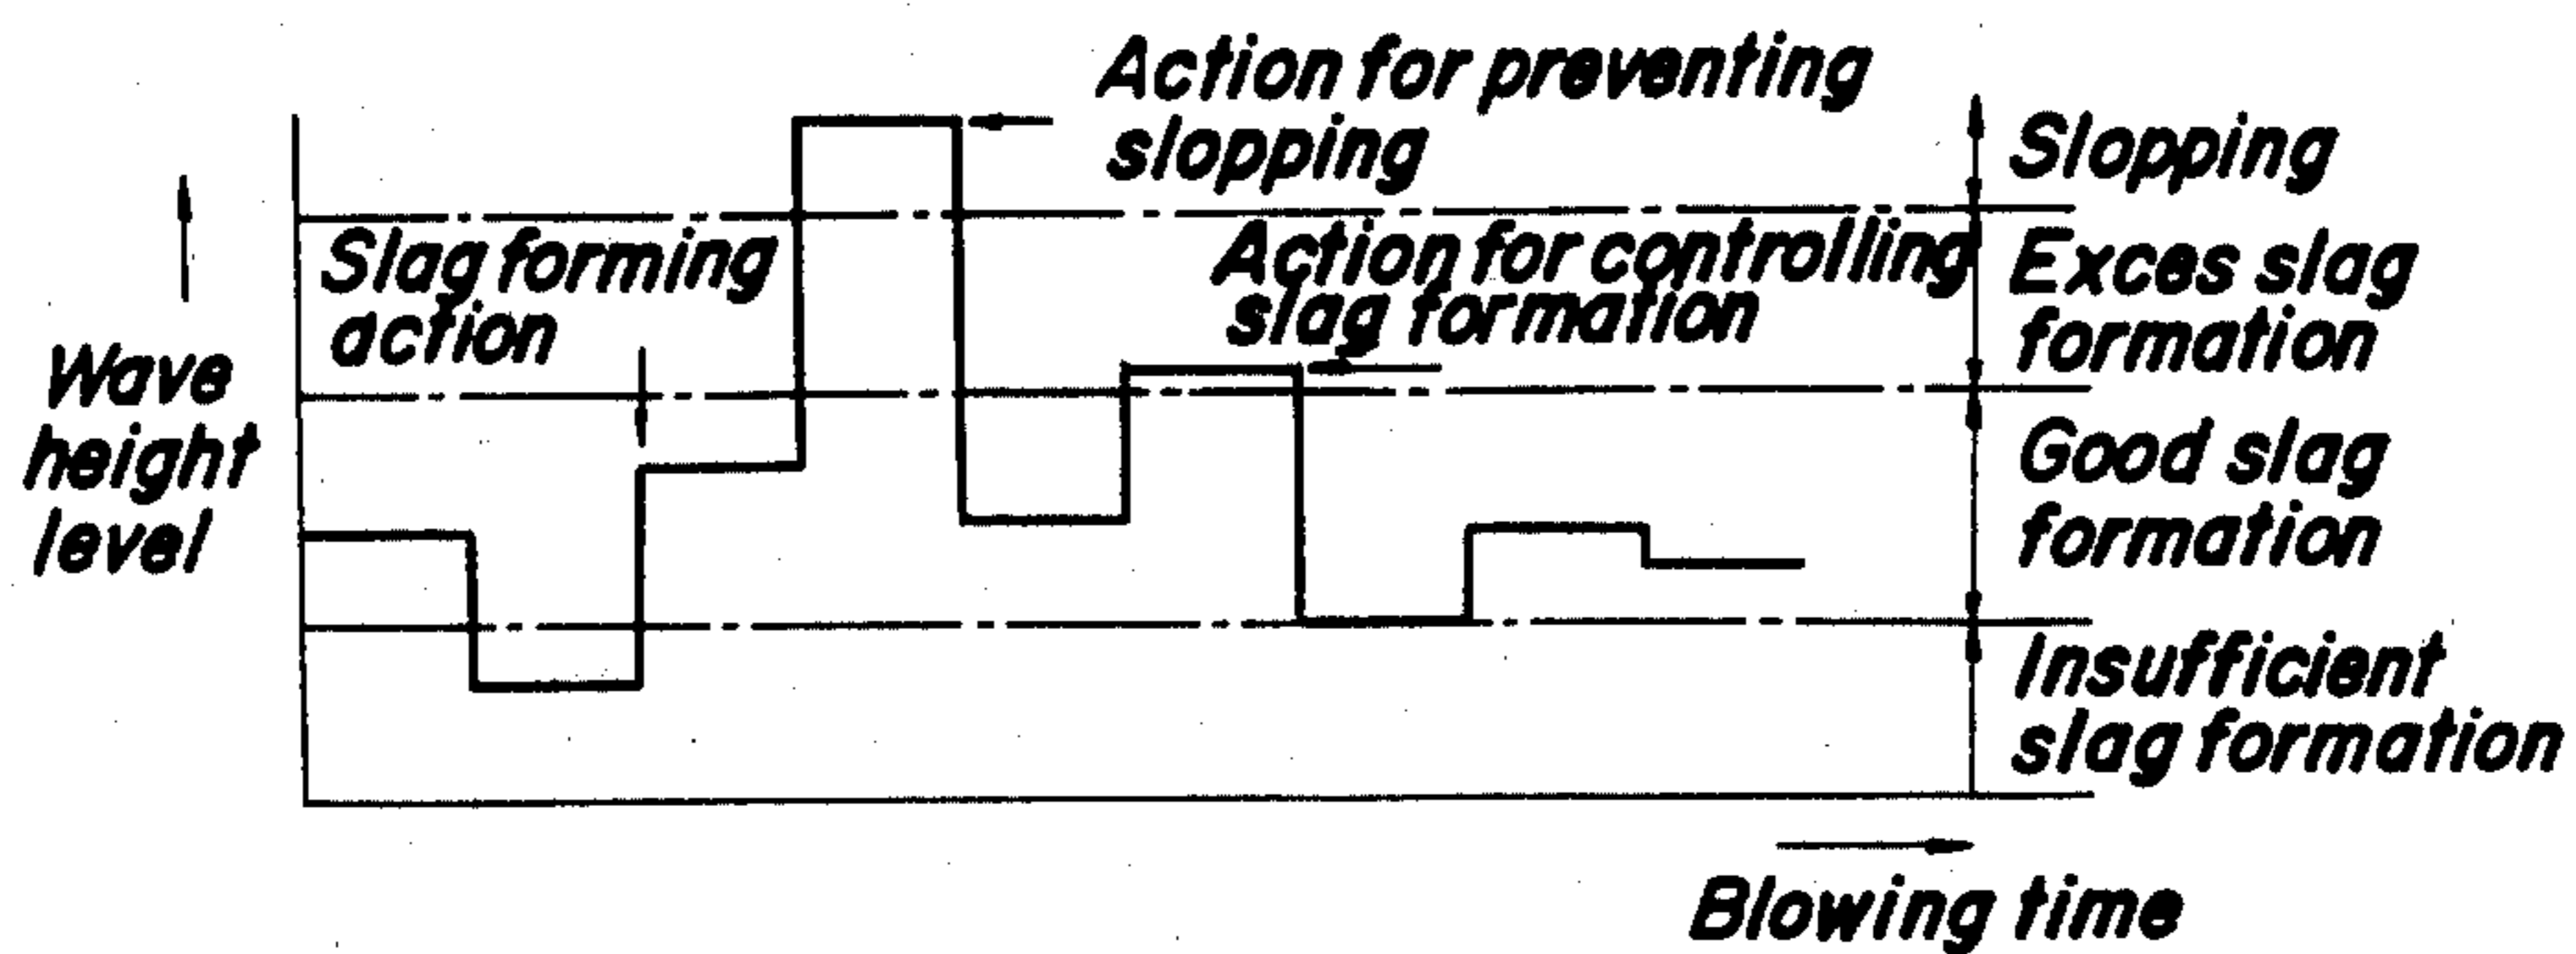 Action for preventing
slopping
Slopping
Slag forming
action
Action for controlling
slag formation
Exces slag
formation
Wave
height
level
Good slag
formation
Insufficient
slag formation
Blowing time